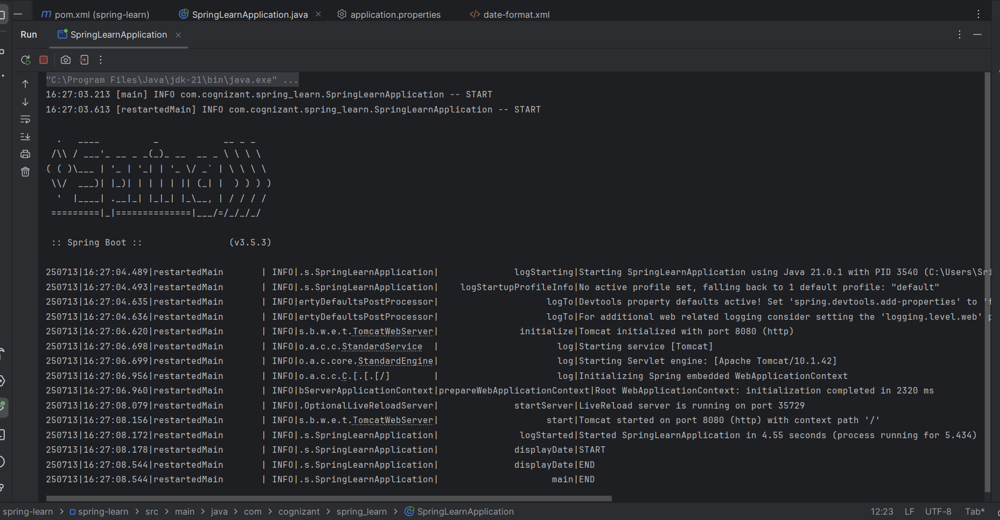 pom.xml (spring-learn)    SpringLearnApplication.java    application.properties    date-format.xml
Run    SpringLearnApplication
"C:\Program Files\Java\jdk-21\bin\java.exe" ...
16:27:03.213 [main] INFO com.cognizant.spring_learn.SpringLearnApplication -- START
16:27:03.613 [restartedMain] INFO com.cognizant.spring_learn.SpringLearnApplication -- START

  .   ____          _            __ _ _
 /\\ / ___'_ __ _ _(_)_ __  __ _ \ \ \ \
( ( )\___ | '_ | '_| | '_ \/ _` | \ \ \ \
 \\/  ___)| |_)| | | | | || (_| |  ) ) ) )
  '  |____| .__|_| |_|_| |_\__, | / / / /
 =========|_|==============|___/=/_/_/_/

 :: Spring Boot ::                (v3.5.3)

250713|16:27:04.489|restartedMain       | INFO|.s.SpringLearnApplication|              logStarting|Starting SpringLearnApplication using Java 21.0.1 with PID 3540 (C:\Users\Sri
250713|16:27:04.493|restartedMain       | INFO|.s.SpringLearnApplication|    logStartupProfileInfo|No active profile set, falling back to 1 default profile: "default"
250713|16:27:04.635|restartedMain       | INFO|ertyDefaultsPostProcessor|                    logTo|Devtools property defaults active! Set 'spring.devtools.add-properties' to 'f
250713|16:27:04.636|restartedMain       | INFO|ertyDefaultsPostProcessor|                    logTo|For additional web related logging consider setting the 'logging.level.web' p
250713|16:27:06.620|restartedMain       | INFO|s.b.w.e.t.TomcatWebServer|               initialize|Tomcat initialized with port 8080 (http)
250713|16:27:06.698|restartedMain       | INFO|o.a.c.c.StandardService  |                      log|Starting service [Tomcat]
250713|16:27:06.699|restartedMain       | INFO|o.a.c.core.StandardEngine|                      log|Starting Servlet engine: [Apache Tomcat/10.1.42]
250713|16:27:06.956|restartedMain       | INFO|o.a.c.c.C.[.[.[/]        |                      log|Initializing Spring embedded WebApplicationContext
250713|16:27:06.960|restartedMain       | INFO|bServerApplicationContext|prepareWebApplicationContext|Root WebApplicationContext: initialization completed in 2320 ms
250713|16:27:08.079|restartedMain       | INFO|.OptionalLiveReloadServer|              startServer|LiveReload server is running on port 35729
250713|16:27:08.156|restartedMain       | INFO|s.b.w.e.t.TomcatWebServer|                    start|Tomcat started on port 8080 (http) with context path '/'
250713|16:27:08.172|restartedMain       | INFO|.s.SpringLearnApplication|               logStarted|Started SpringLearnApplication in 4.55 seconds (process running for 5.434)
250713|16:27:08.178|restartedMain       | INFO|.s.SpringLearnApplication|              displayDate|START
250713|16:27:08.544|restartedMain       | INFO|.s.SpringLearnApplication|              displayDate|END
250713|16:27:08.544|restartedMain       | INFO|.s.SpringLearnApplication|                     main|END
spring-learn > spring-learn > src > main > java > com > cognizant > spring_learn > SpringLearnApplication    12:23    LF    UTF-8    Tab*